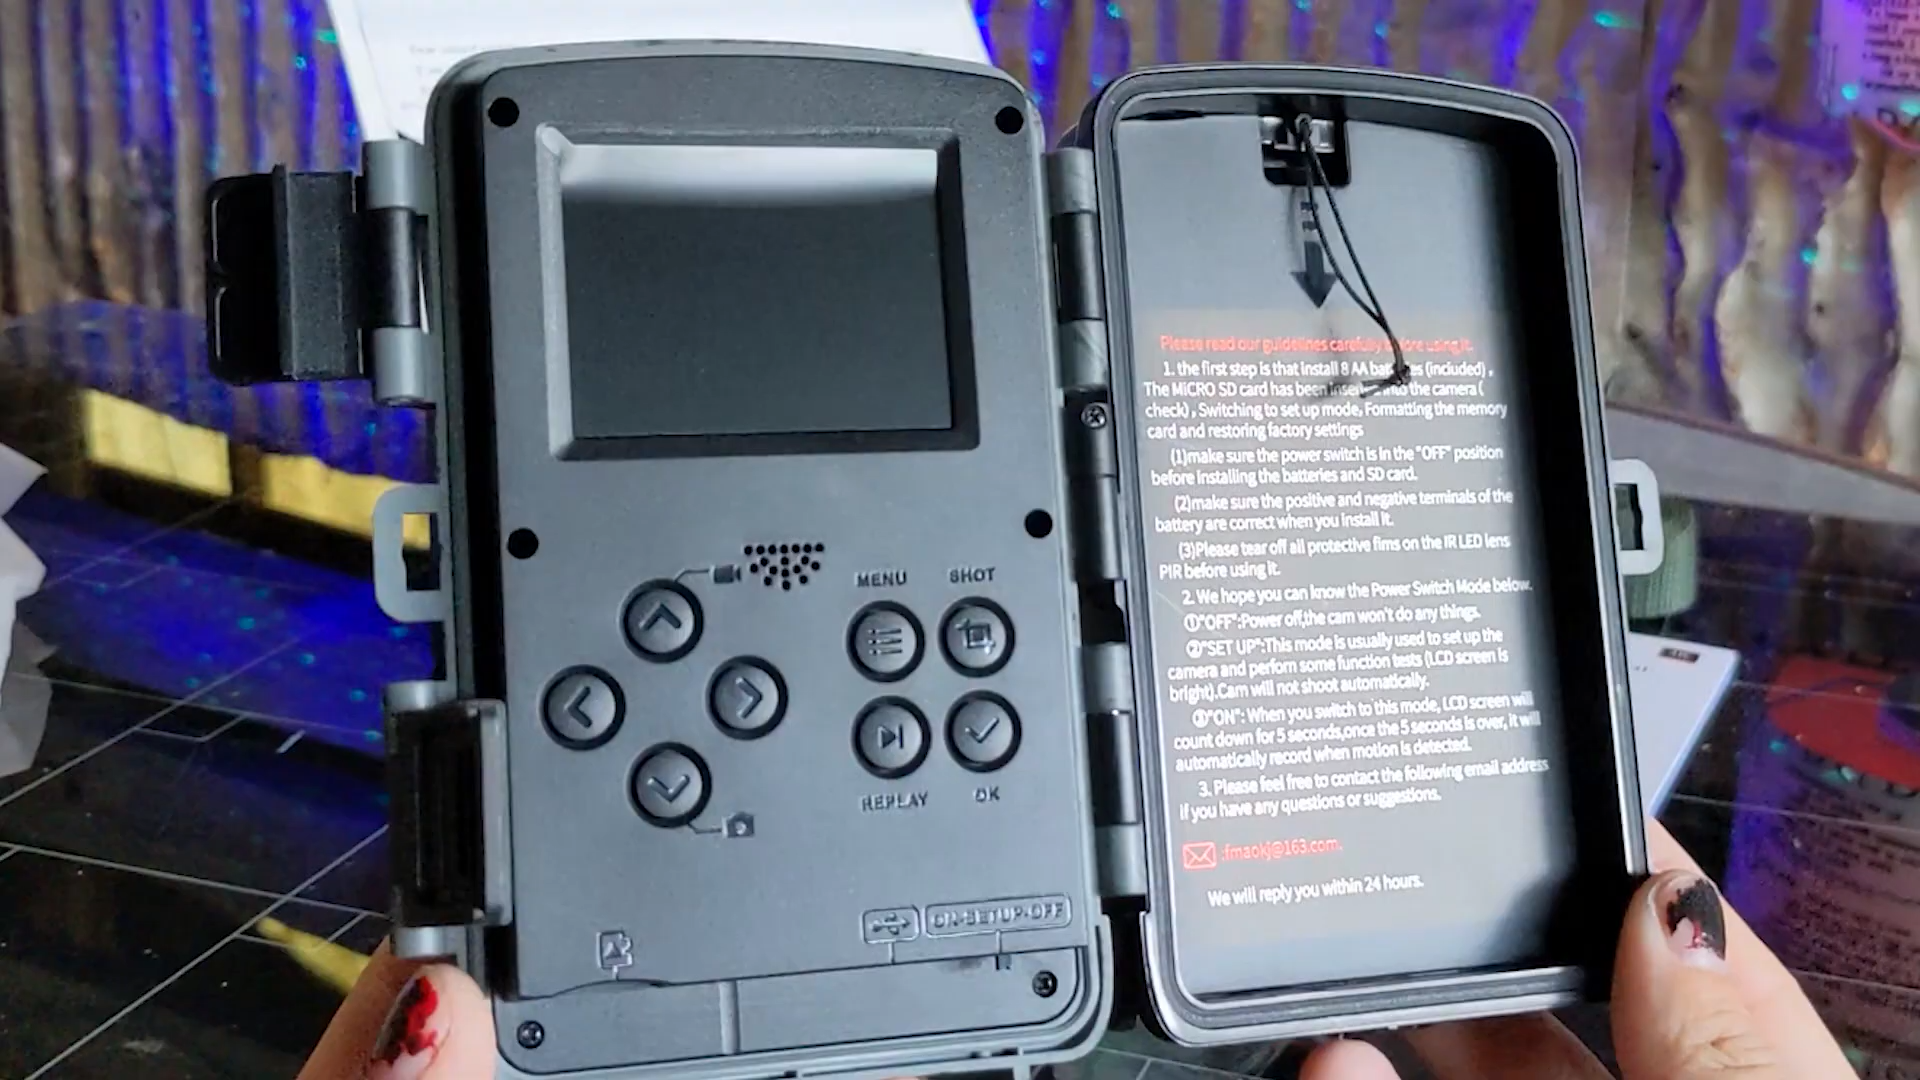 MENU
SHOT
REPLAY
OK
ON-SETUP-OFF
Please read our guidelines carefully before using it.
1. the first step is that install 8 AA batteries (included) ,
The MiCRO SD card has been inserted into the camera (
check) , Switching to set up mode, Formatting the memory
card and restoring factory settings
(1)make sure the power switch is in the "OFF" position
before installing the batteries and SD card.
(2)make sure the positive and negative terminals of the
battery are correct when you install it.
(3)Please tear off all protective fims on the IR LED lens
PIR before using it.
2. We hope you can know the Power Switch Mode below.
①"OFF":Power off,the cam won't do any things.
②"SET UP":This mode is usually used to set up the
camera and perform some function tests (LCD screen is
bright).Cam will not shoot automatically.
③"ON": When you switch to this mode, LCD screen will
count down for 5 seconds,once the 5 seconds is over, it will
automatically record when motion is detected.
3. Please feel free to contact the following email address
if you have any questions or suggestions.
:fmaokj@163.com.
We will reply you within 24 hours.